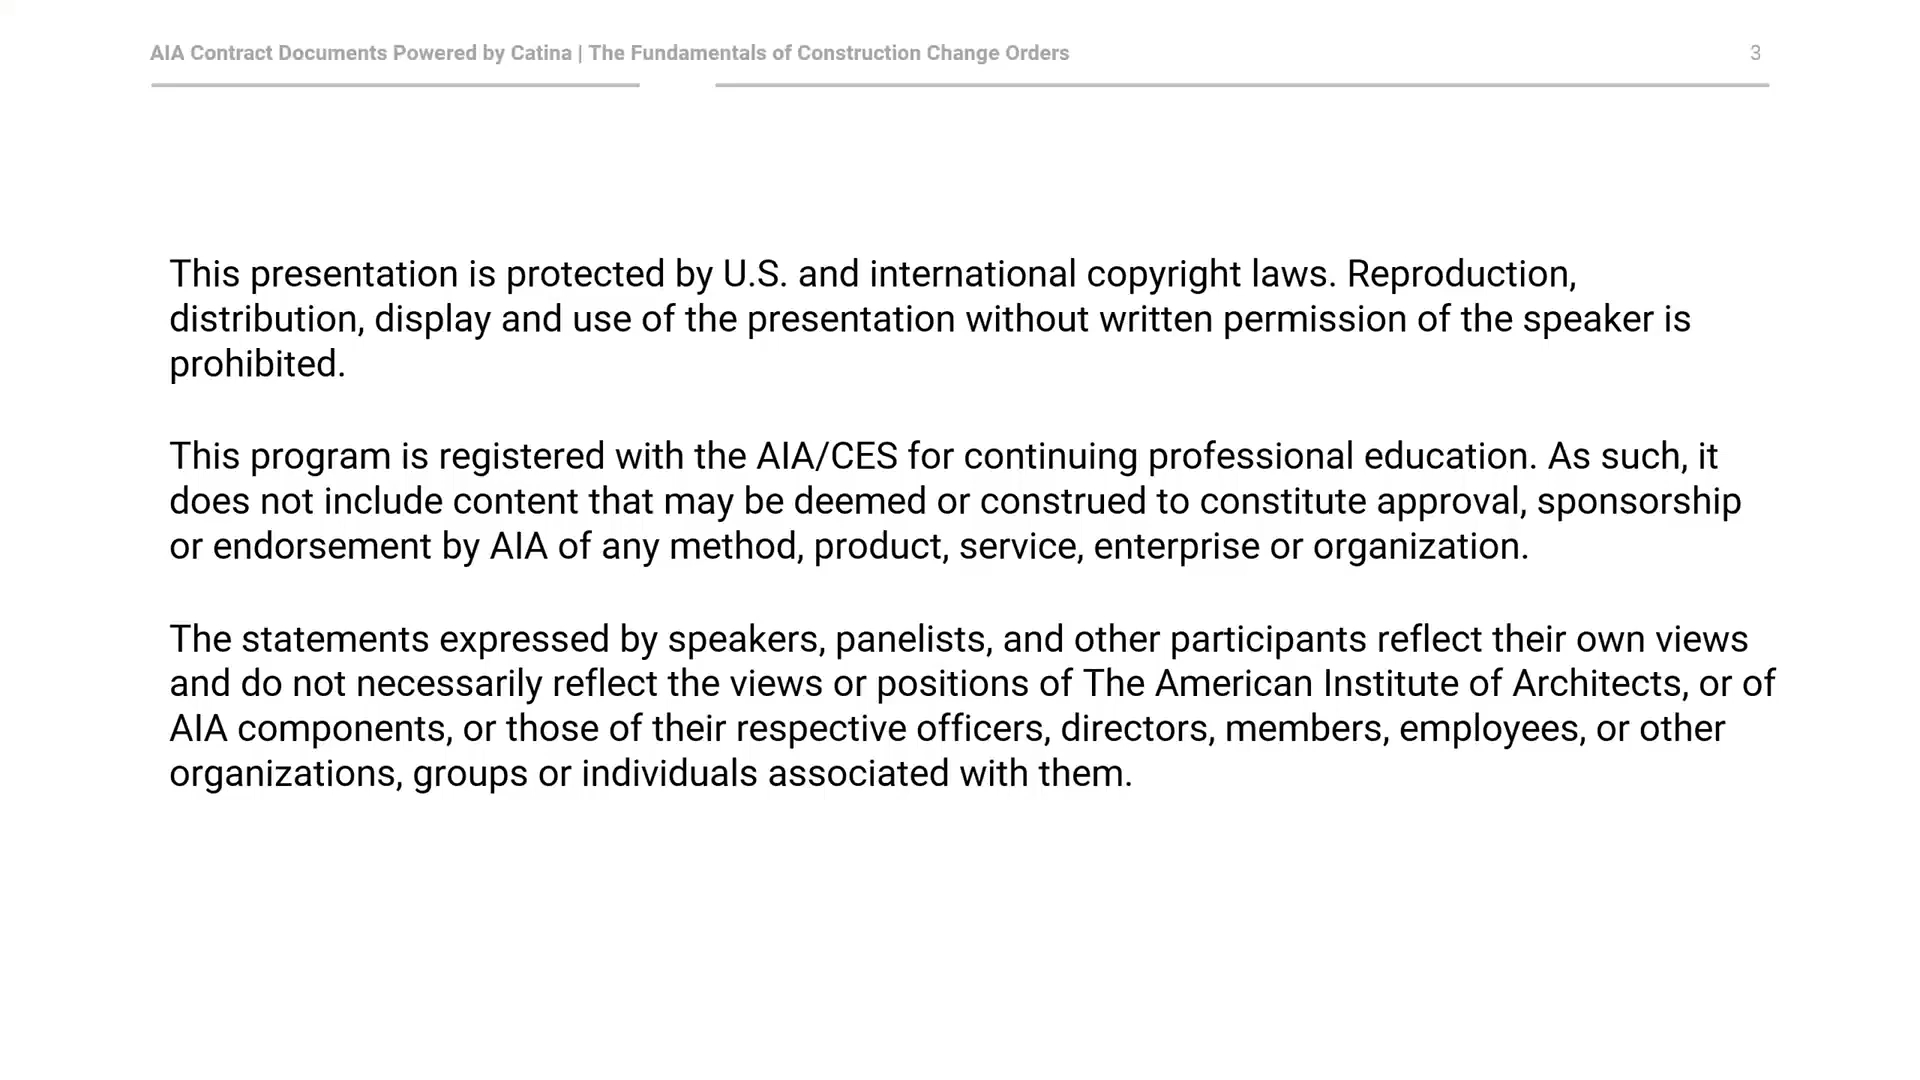 AIA Contract Documents Powered by Catina | The Fundamentals of Construction Change Orders
3
This presentation is protected by U.S. and international copyright laws. Reproduction,
distribution, display and use of the presentation without written permission of the speaker is
prohibited.
This program is registered with the AIA/CES for continuing professional education. As such, it
does not include content that may be deemed or construed to constitute approval, sponsorship
or endorsement by AIA of any method, product, service, enterprise or organization.
The statements expressed by speakers, panelists, and other participants reflect their own views
and do not necessarily reflect the views or positions of The American Institute of Architects, or of
AIA components, or those of their respective officers, directors, members, employees, or other
organizations, groups or individuals associated with them.